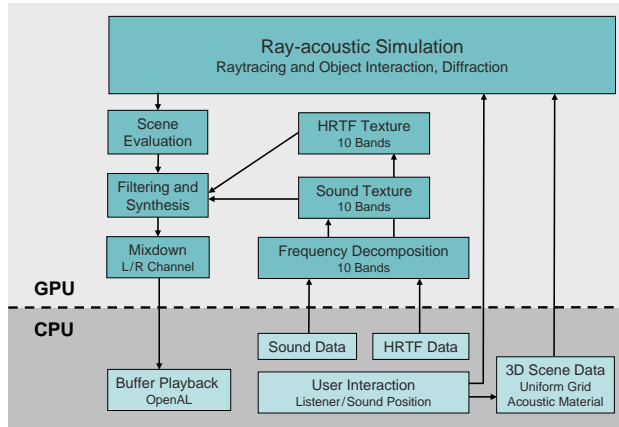 Ray-acoustic Simulation
Raytracing and Object Interaction, Diffraction
Scene
Evaluation
HRTF Texture
10 Bands
Filtering and
Synthesis
Sound Texture
10 Bands
Mixdown
L/R Channel
Frequency Decomposition
10 Bands
GPU
CPU
Sound Data
HRTF Data
Buffer Playback
OpenAL
User Interaction
Listener/Sound Position
3D Scene Data
Uniform Grid
Acoustic Material